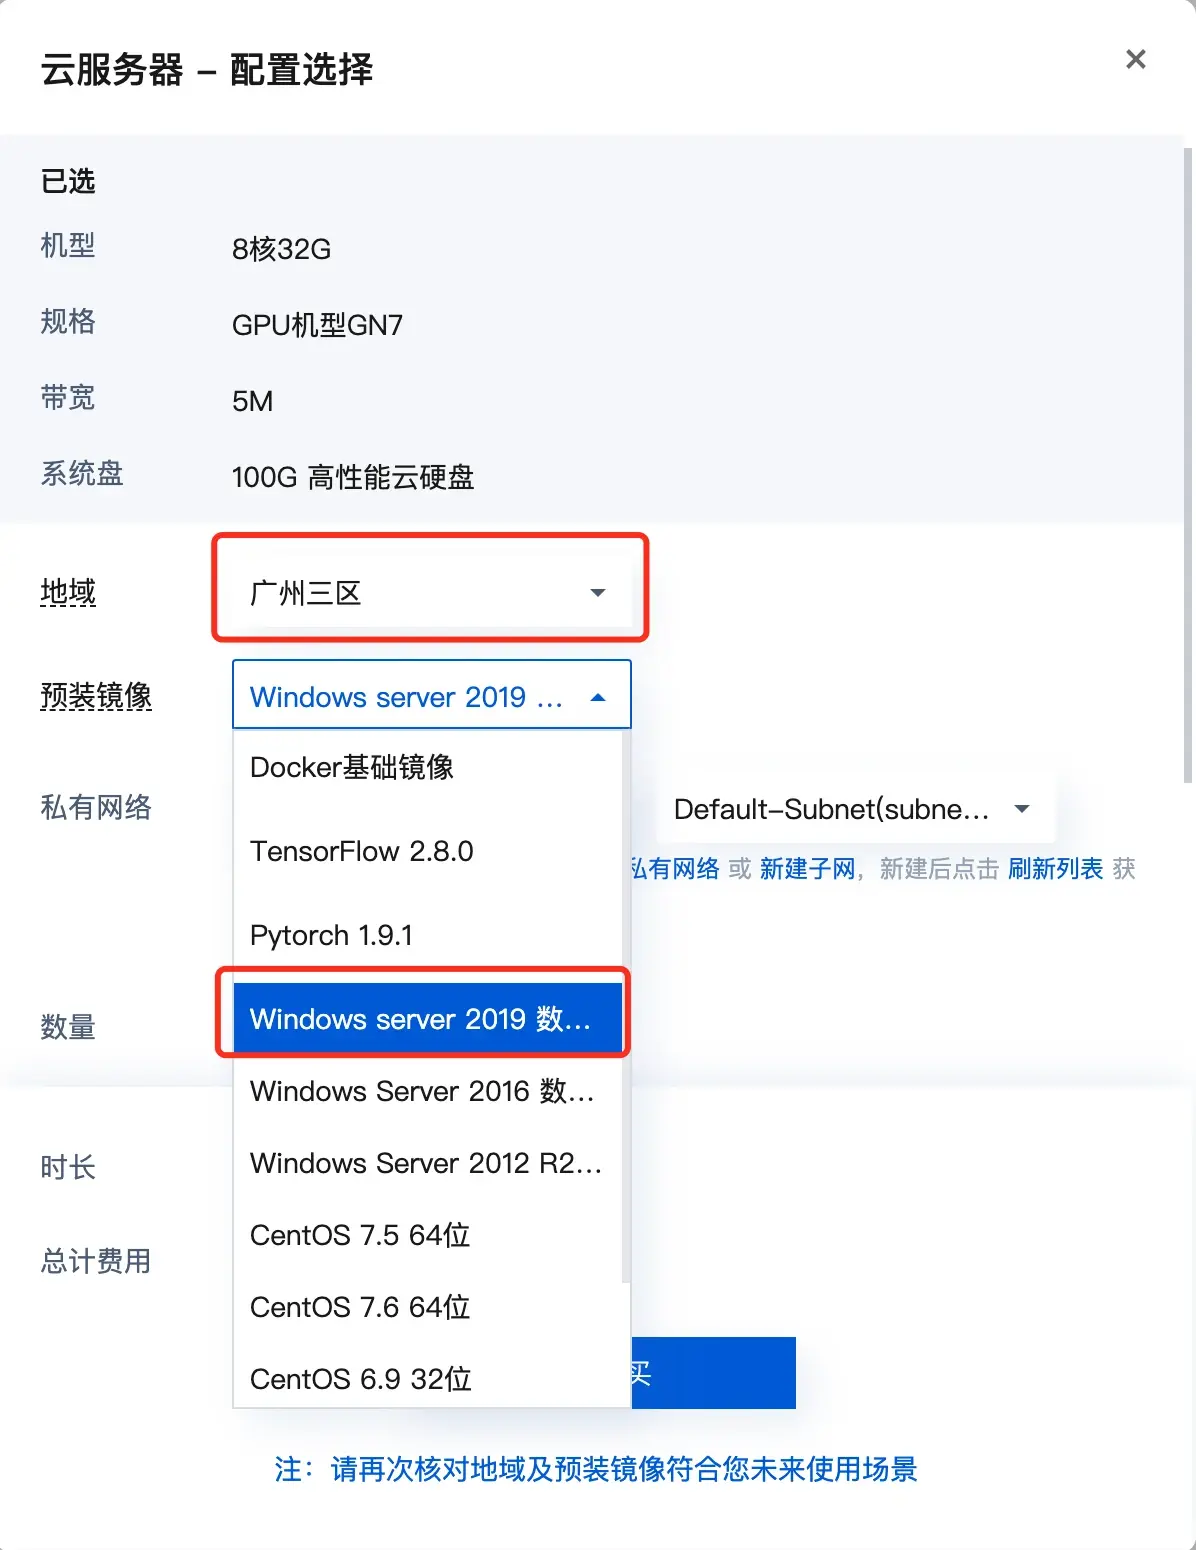 云服务器 – 配置选择
已选
机型 8核32G
规格 GPU机型GN7
带宽 5M
系统盘 100G 高性能云硬盘
地域 广州三区
预装镜像 Windows server 2019 ...
Docker基础镜像
私有网络 Default-Subnet(subne...
TensorFlow 2.8.0
私有网络 或 新建子网，新建后点击 刷新列表 获
Pytorch 1.9.1
数量 Windows server 2019 数...
Windows Server 2016 数...
时长 Windows Server 2012 R2...
CentOS 7.5 64位
总计费用
CentOS 7.6 64位
CentOS 6.9 32位
买
注：请再次核对地域及预装镜像符合您未来使用场景